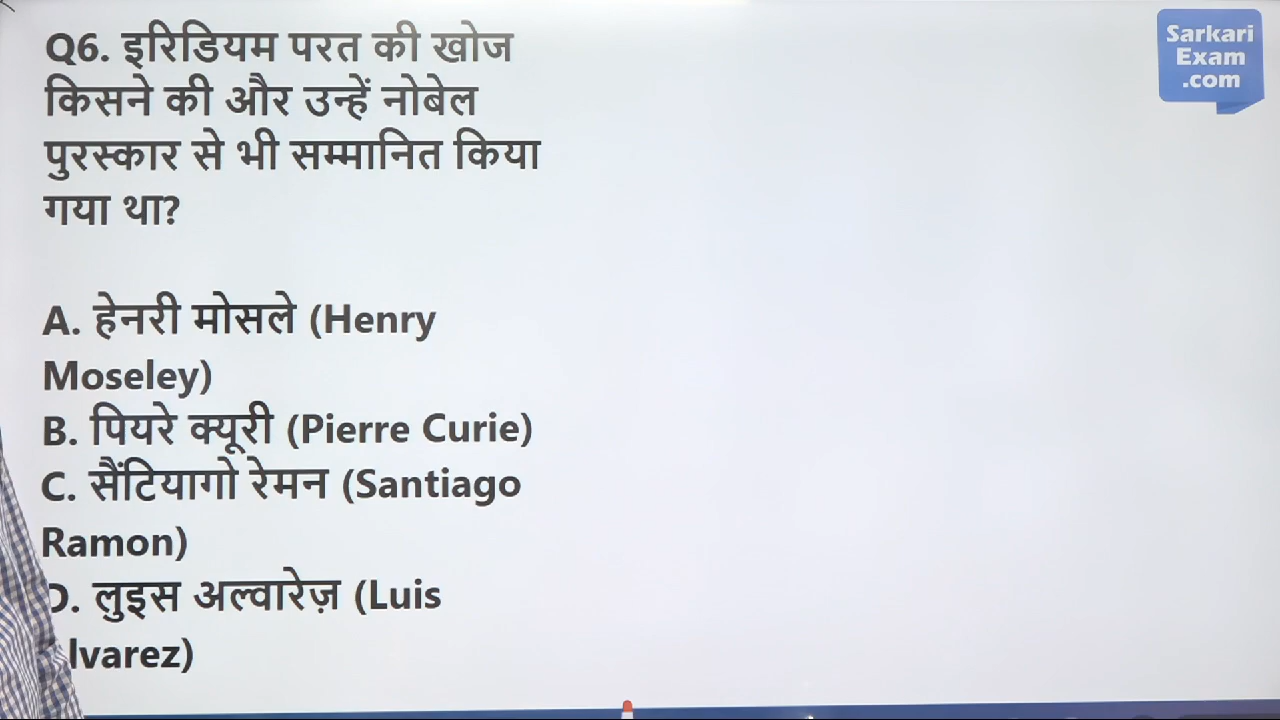 Q6. इरिडियम परत की खोज
किसने की और उन्हें नोबेल
पुरस्कार से भी सम्मानित किया
गया था?
A. हेनरी मोसले (Henry
Moseley)
B. पियरे क्यूरी (Pierre Curie)
C. सैंटियागो रेमन (Santiago
Ramon)
D. लुइस अल्वारेज़ (Luis
lvarez)
Sarkari
Exam
.com